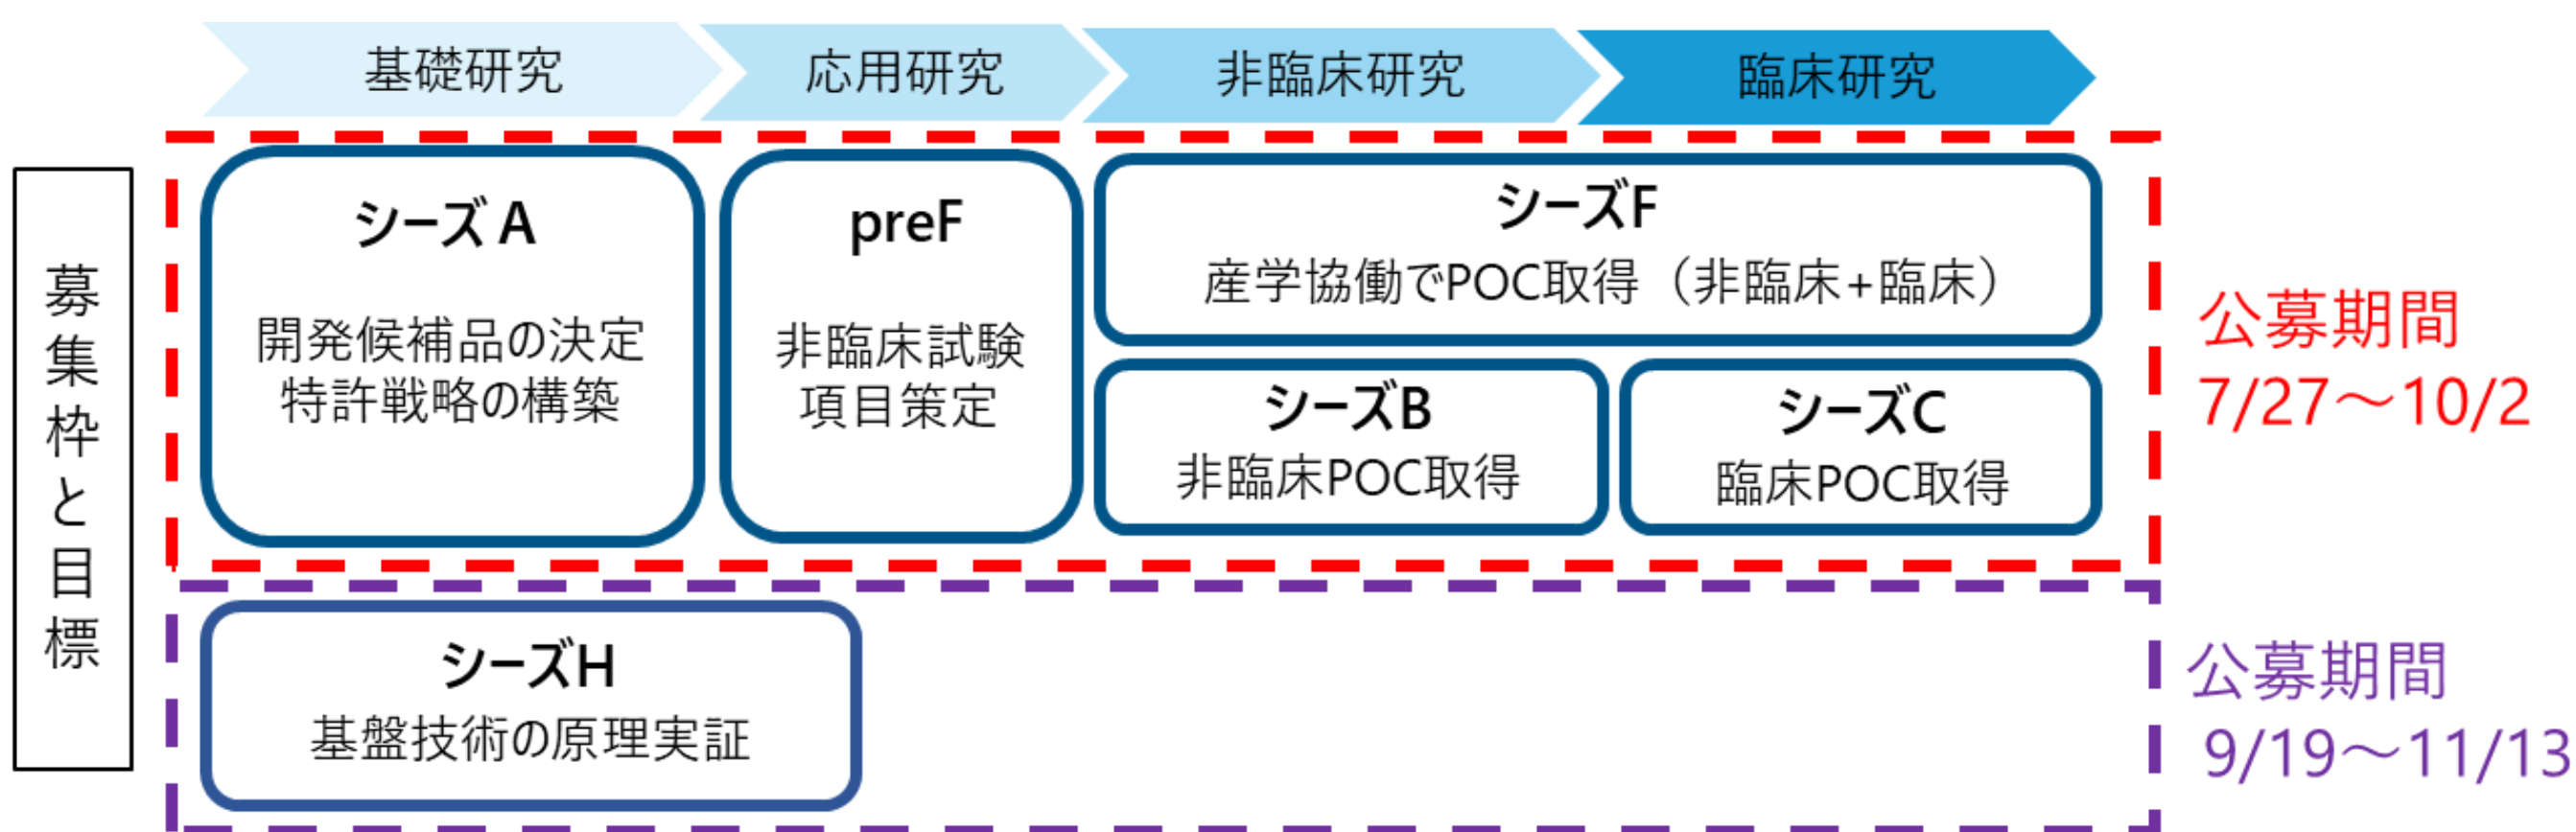 基礎研究
応用研究
非臨床研究
臨床研究
募集枠と目標
シーズ A
開発候補品の決定
特許戦略の構築
preF
非臨床試験
項目策定
シーズF
産学協働でPOC取得（非臨床+臨床）
シーズB
非臨床POC取得
シーズC
臨床POC取得
公募期間
7/27～10/2
シーズH
基盤技術の原理実証
公募期間
9/19～11/13